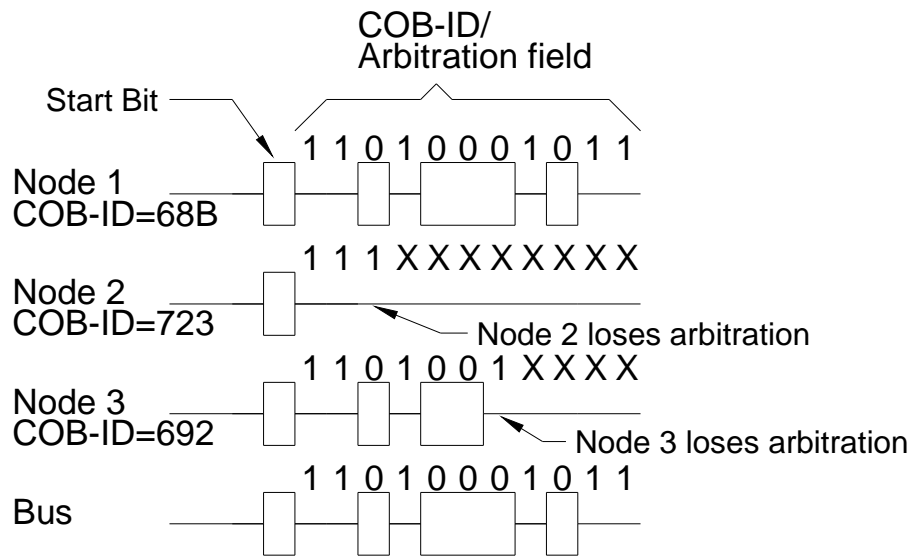 COB-ID/
Arbitration field
Start Bit
1 1 0 1 0 0 0 1 0 1 1
Node 1
COB-ID=68B
1 1 1 X X X X X X X X
Node 2
COB-ID=723
Node 2 loses arbitration
1 1 0 1 0 0 1 X X X X
Node 3
COB-ID=692
Node 3 loses arbitration
1 1 0 1 0 0 0 1 0 1 1
Bus